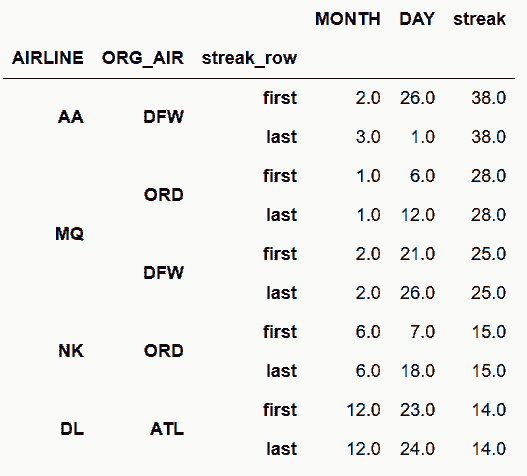 MONTH DAY streak
AIRLINE ORG_AIR streak_row
AA DFW first 2.0 26.0 38.0
last 3.0 1.0 38.0
MQ ORD first 1.0 6.0 28.0
last 1.0 12.0 28.0
DFW first 2.0 21.0 25.0
last 2.0 26.0 25.0
NK ORD first 6.0 7.0 15.0
last 6.0 18.0 15.0
DL ATL first 12.0 23.0 14.0
last 12.0 24.0 14.0